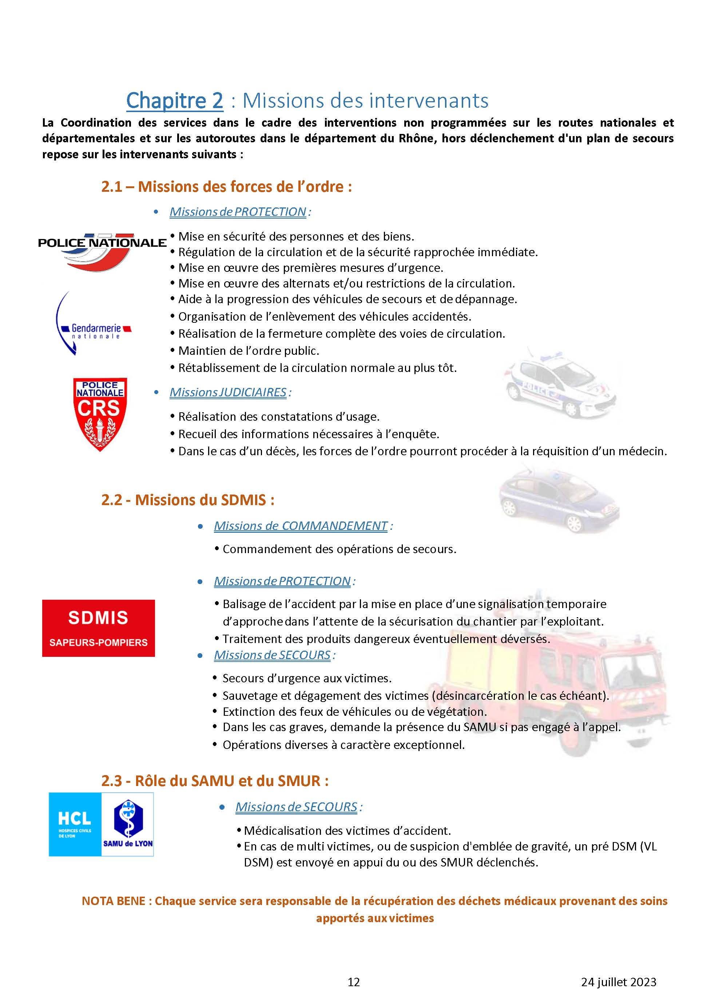 Chapitre 2 : Missions des intervenants
La Coordination des services dans le cadre des interventions non programmées sur les routes nationales et
départementales et sur les autoroutes dans le département du Rhône, hors déclenchement d'un plan de secours
repose sur les intervenants suivants :
2.1 – Missions des forces de l’ordre :
• Missions de PROTECTION :
POLICE NATIONALE
• Mise en sécurité des personnes et des biens.
• Régulation de la circulation et de la sécurité rapprochée immédiate.
• Mise en œuvre des premières mesures d’urgence.
• Mise en œuvre des alternats et/ou restrictions de la circulation.
• Aide à la progression des véhicules de secours et de dépannage.
• Organisation de l’enlèvement des véhicules accidentés.
Gendarmerie
nationale
• Réalisation de la fermeture complète des voies de circulation.
• Maintien de l’ordre public.
• Rétablissement de la circulation normale au plus tôt.
POLICE
NATIONALE
CRS
POLICE
• Missions JUDICIAIRES :
• Réalisation des constatations d’usage.
• Recueil des informations nécessaires à l’enquête.
• Dans le cas d’un décès, les forces de l’ordre pourront procéder à la réquisition d’un médecin.
2.2 - Missions du SDMIS :
• Missions de COMMANDEMENT :
• Commandement des opérations de secours.
• Missions de PROTECTION :
SDMIS
SAPEURS-POMPIERS
• Balisage de l’accident par la mise en place d’une signalisation temporaire
d’approche dans l’attente de la sécurisation du chantier par l’exploitant.
• Traitement des produits dangereux éventuellement déversés.
• Missions de SECOURS :
• Secours d’urgence aux victimes.
• Sauvetage et dégagement des victimes (désincarcération le cas échéant).
• Extinction des feux de véhicules ou de végétation.
• Dans les cas graves, demande la présence du SAMU si pas engagé à l’appel.
• Opérations diverses à caractère exceptionnel.
2.3 - Rôle du SAMU et du SMUR :
HCL
HOSPICES CIVILS
DE LYON
SAMU de LYON
• Missions de SECOURS :
• Médicalisation des victimes d’accident.
• En cas de multi victimes, ou de suspicion d'emblée de gravité, un pré DSM (VL
DSM) est envoyé en appui du ou des SMUR déclenchés.
NOTA BENE : Chaque service sera responsable de la récupération des déchets médicaux provenant des soins
apportés aux victimes
12
24 juillet 2023